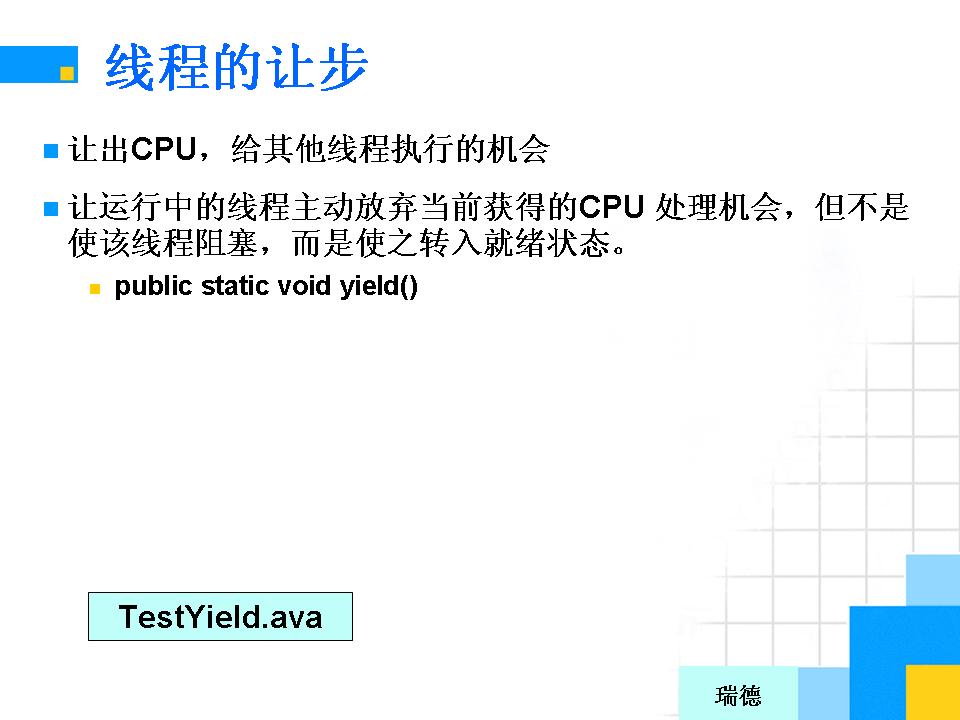 线程的让步
让出CPU，给其他线程执行的机会
让运行中的线程主动放弃当前获得的CPU 处理机会，但不是
使该线程阻塞，而是使之转入就绪状态。
public static void yield()
TestYield.ava
瑞德